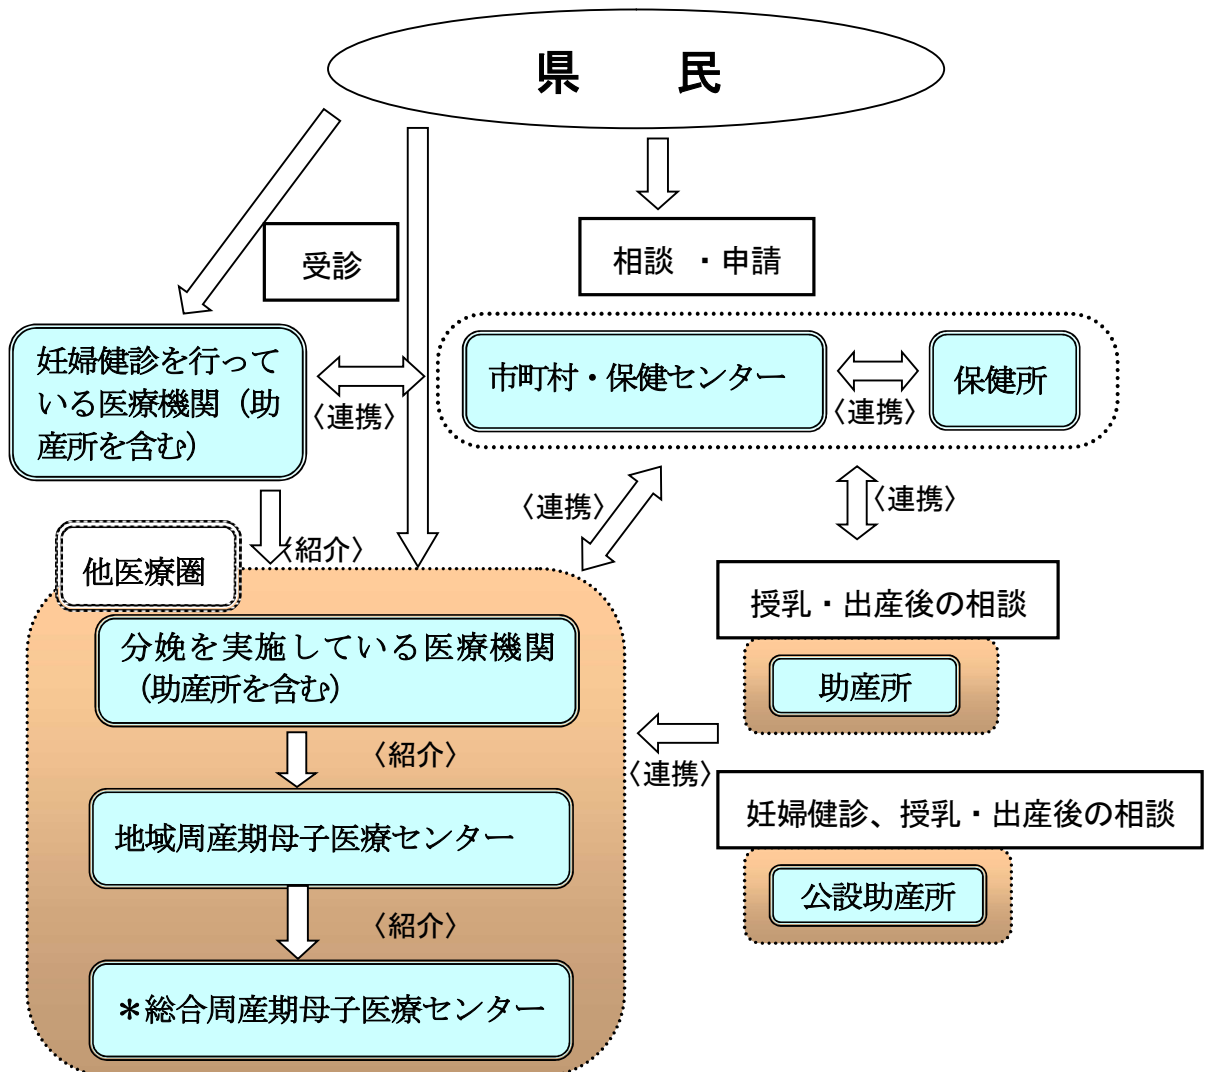 県　　民
受診
相談 ・申請
妊婦健診を行って
いる医療機関（助
産所を含む）
〈連携〉
市町村・保健センター
〈連携〉
保健所
〈連携〉
〈連携〉
〈紹介〉
他医療圏
分娩を実施している医療機関
（助産所を含む）
〈紹介〉
地域周産期母子医療センター
〈紹介〉
＊総合周産期母子医療センター
授乳・出産後の相談
助産所
〈連携〉
妊婦健診、授乳・出産後の相談
公設助産所